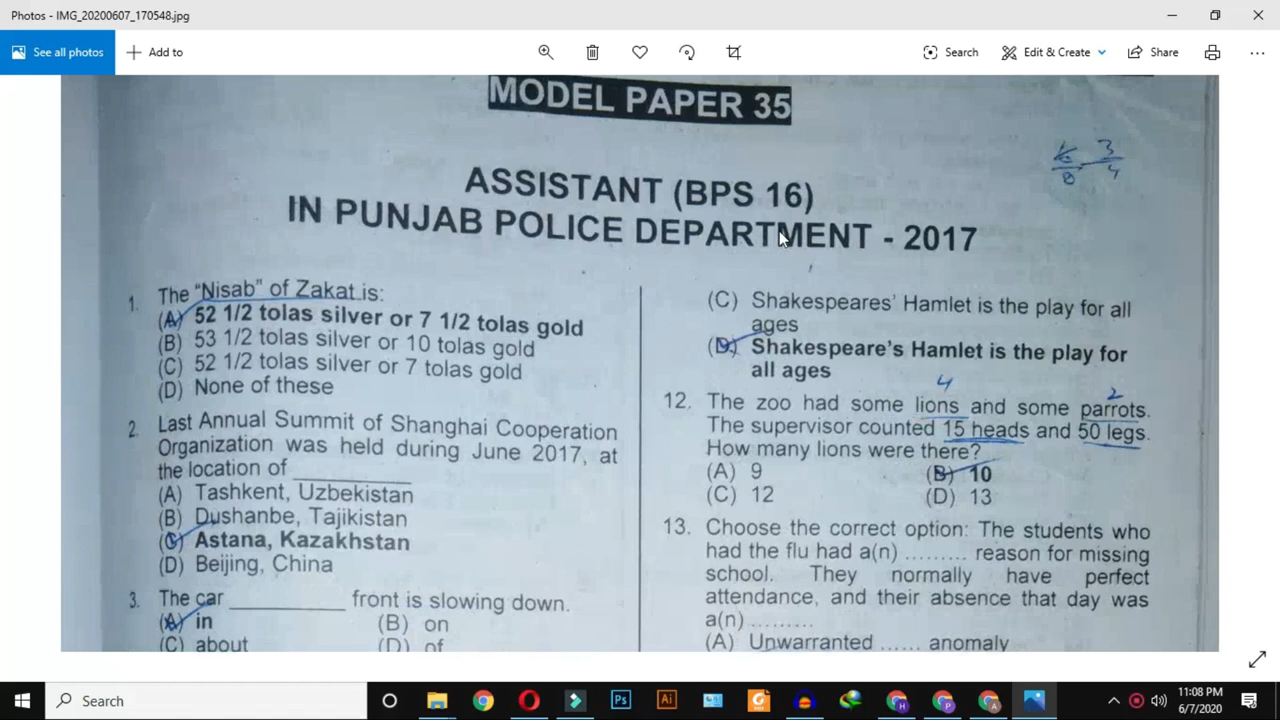 Photos - IMG_20200607_170548.jpg
See all photos
Add to
Search
Edit & Create
Share
MODEL PAPER 35
ASSISTANT (BPS 16)
IN PUNJAB POLICE DEPARTMENT - 2017
1. The "Nisab" of Zakat is:
(A) 52 1/2 tolas silver or 7 1/2 tolas gold
(B) 53 1/2 tolas silver or 10 tolas gold
(C) 52 1/2 tolas silver or 7 tolas gold
(D) None of these
2. Last Annual Summit of Shanghai Cooperation
Organization was held during June 2017, at
the location of __________
(A) Tashkent, Uzbekistan
(B) Dushanbe, Tajikistan
(C) Astana, Kazakhstan
(D) Beijing, China
3. The car __________ front is slowing down.
(A) in (B) on
(C) about (D) of
(C) Shakespeares' Hamlet is the play for all
ages
(D) Shakespeare's Hamlet is the play for
all ages
4 2
12. The zoo had some lions and some parrots.
The supervisor counted 15 heads and 50 legs.
How many lions were there?
(A) 9 (B) 10
(C) 12 (D) 13
13. Choose the correct option: The students who
had the flu had a(n) ......... reason for missing
school. They normally have perfect
attendance, and their absence that day was
a(n) .........
(A) Unwarranted ...... anomaly
Search
11:08 PM
6/7/2020